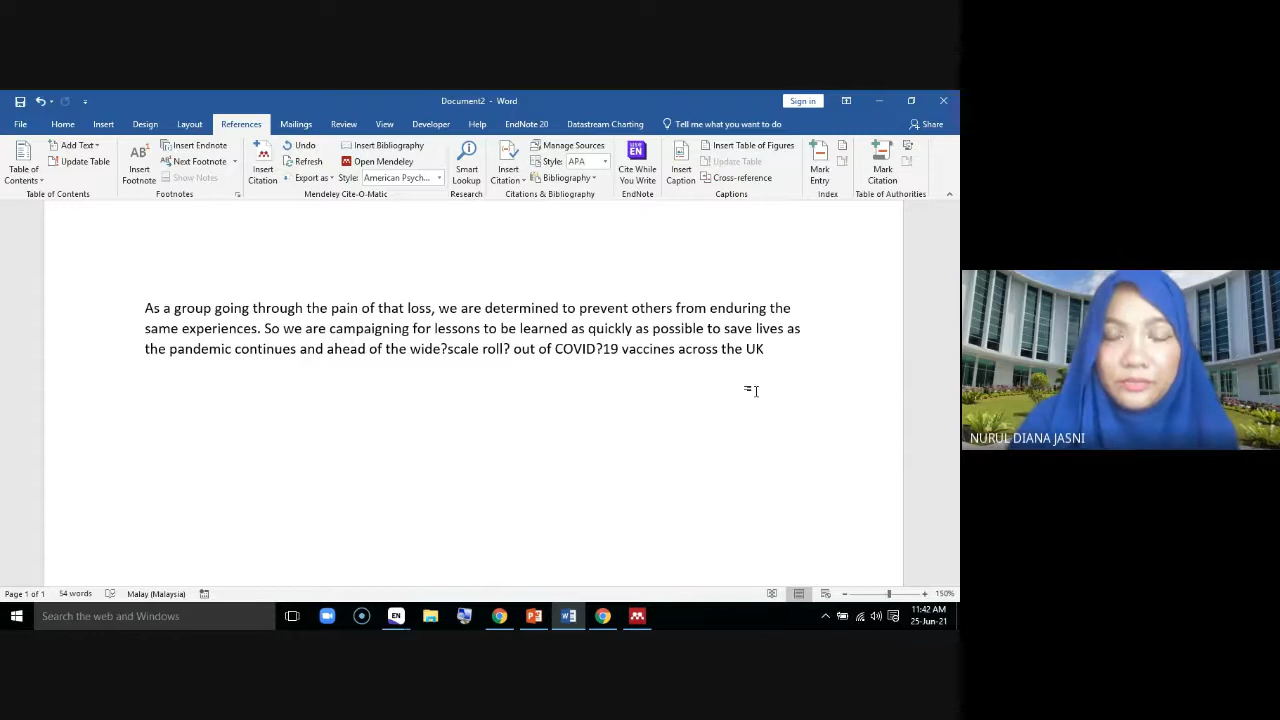 Document2 - Word
Sign in
File Home Insert Design Layout References Mailings Review View Developer Help EndNote 20 Datastream Charting Tell me what you want to do Share
Table of Contents
Add Text
Update Table
Table of Contents
AB1
Insert Footnote
Insert Endnote
Next Footnote
Show Notes
Footnotes
Insert Citation
Undo
Refresh
Export as
Insert Bibliography
Open Mendeley
Style: American Psych...
Mendeley Cite-O-Matic
Smart Lookup
Research
Insert Citation
Manage Sources
Style: APA
Bibliography
Citations & Bibliography
EN
Cite While You Write
EndNote
Insert Caption
Insert Table of Figures
Update Table
Cross-reference
Captions
Mark Entry
Index
Mark Citation
Table of Authorities
As a group going through the pain of that loss, we are determined to prevent others from enduring the
same experiences. So we are campaigning for lessons to be learned as quickly as possible to save lives as
the pandemic continues and ahead of the wide?scale roll? out of COVID?19 vaccines across the UK
NURUL DIANA JASNI
Page 1 of 1 54 words Malay (Malaysia) 150%
Search the web and Windows
EN
11:42 AM
25-Jun-21